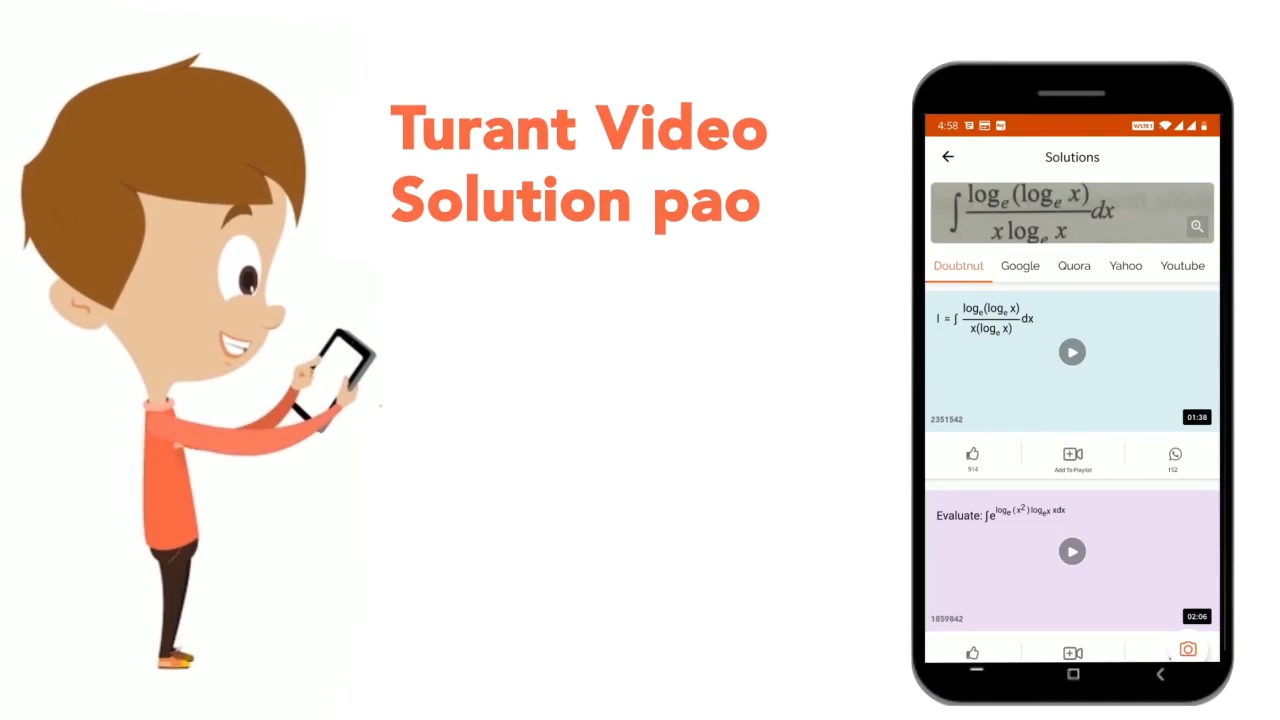 Turant Video
Solution pao
4:58
VoLTE
Solutions
∫ logₑ(logₑ x) / x logₑ x dx
Doubtnut Google Quora Yahoo Youtube
I = ∫ logₑ(logₑ x) / x(logₑ x) dx
2351542 01:38
914 Add To Playlist 152
Evaluate: ∫e^logₑ(x²)logₑx xdx
1859842 02:06